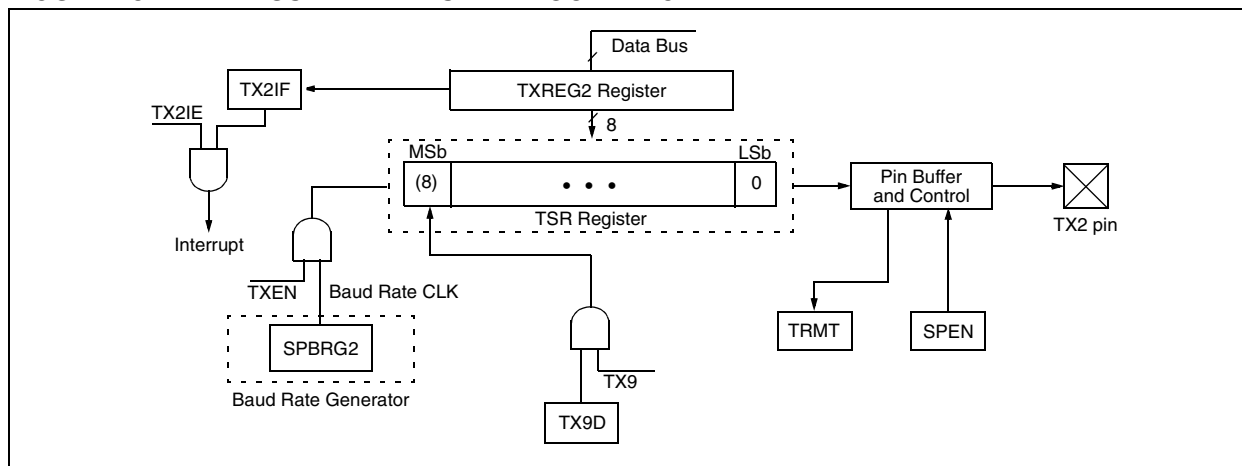 Data Bus
TX2IF
TXREG2 Register
TX2IE
8
MSb
LSb
(8)
• • •
0
Pin Buffer
and Control
TSR Register
TX2 pin
Interrupt
TXEN
Baud Rate CLK
TRMT
SPEN
SPBRG2
TX9
Baud Rate Generator
TX9D